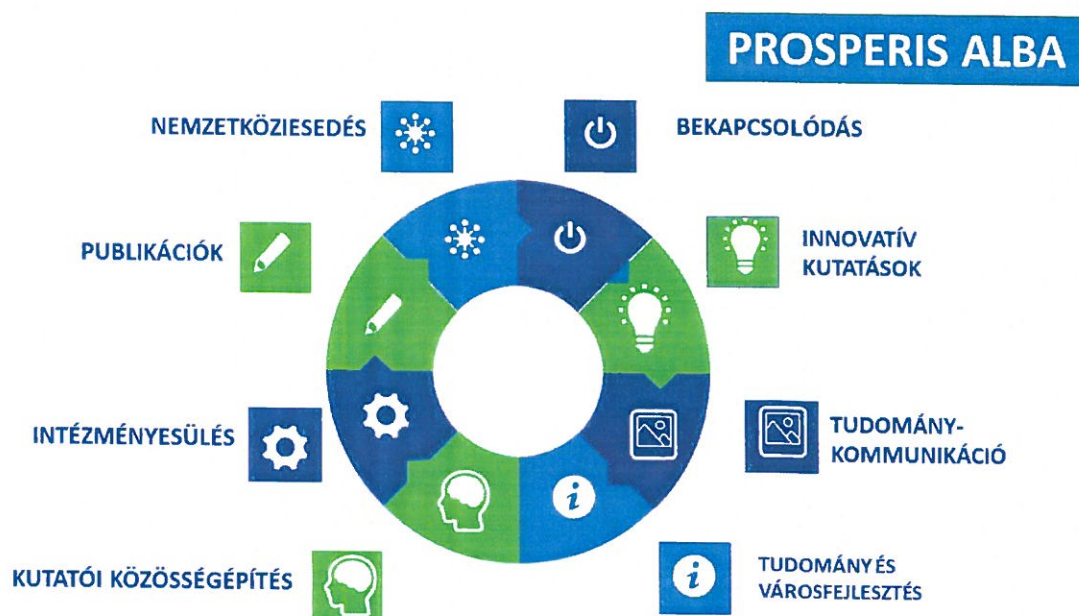 PROSPERIS ALBA
NEMZETKÖZIESEDÉS
BEKAPCSOLÓDÁS
PUBLIKÁCIÓK
INNOVATÍV
KUTATÁSOK
INTÉZMÉNYESÜLÉS
TUDOMÁNY-
KOMMUNIKÁCIÓ
KUTATÓI KÖZÖSSÉGÉPÍTÉS
TUDOMÁNY ÉS
VÁROSFEJLESZTÉS